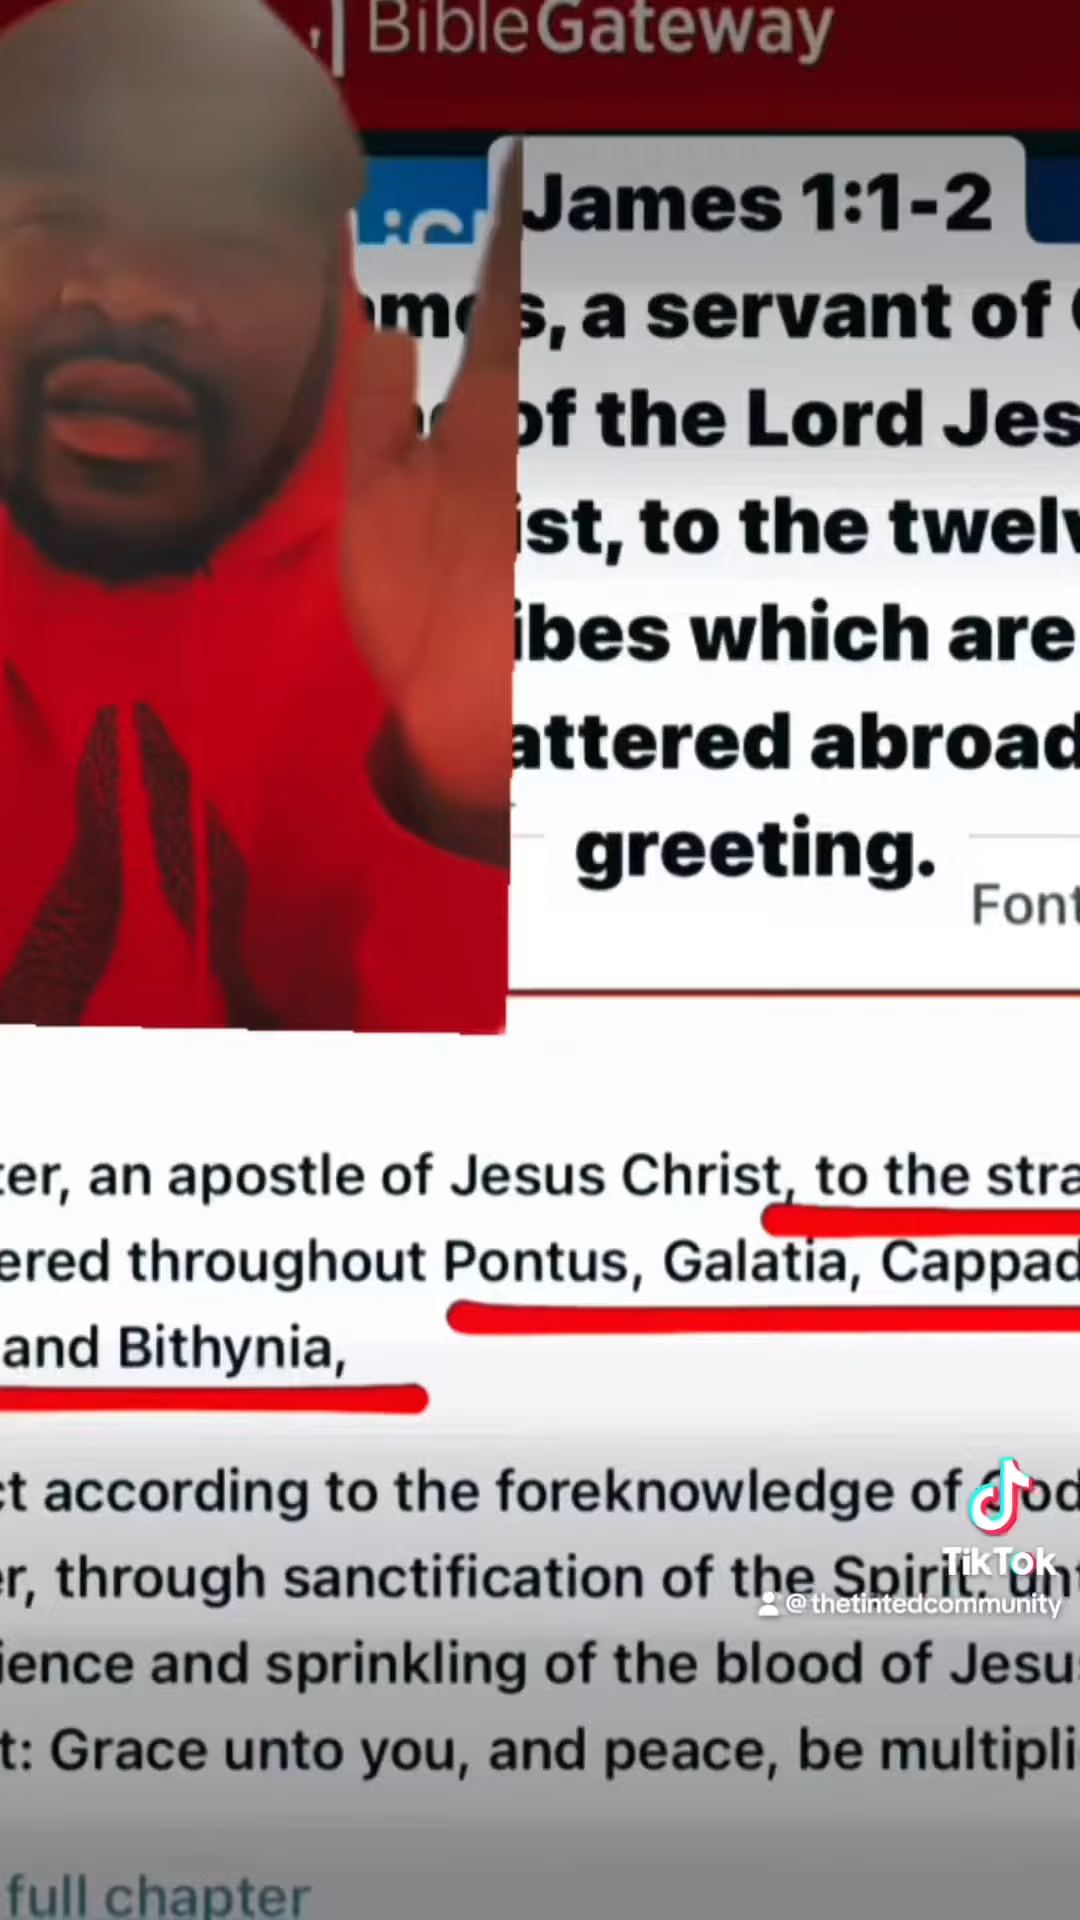 BibleGateway
James 1:1-2
s, a servant of
of the Lord Jes
ist, to the twelv
ibes which are
attered abroad
greeting.
Font
er, an apostle of Jesus Christ, to the stra
ered throughout Pontus, Galatia, Cappad
and Bithynia,
ct according to the foreknowledge of God
r, through sanctification of the Spirit, unt
ience and sprinkling of the blood of Jesu
t: Grace unto you, and peace, be multipli
full chapter
TikTok
@thetintedcommunity